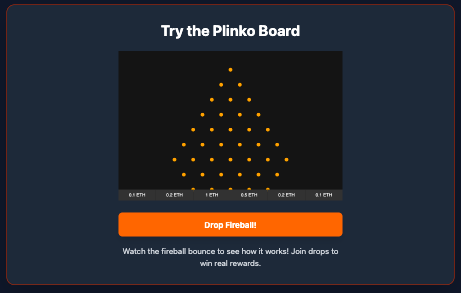 Try the Plinko Board
0.1 ETH 0.2 ETH 1 ETH 0.5 ETH 0.2 ETH 0.1 ETH
Drop Fireball!
Watch the fireball bounce to see how it works! Join drops to
win real rewards.